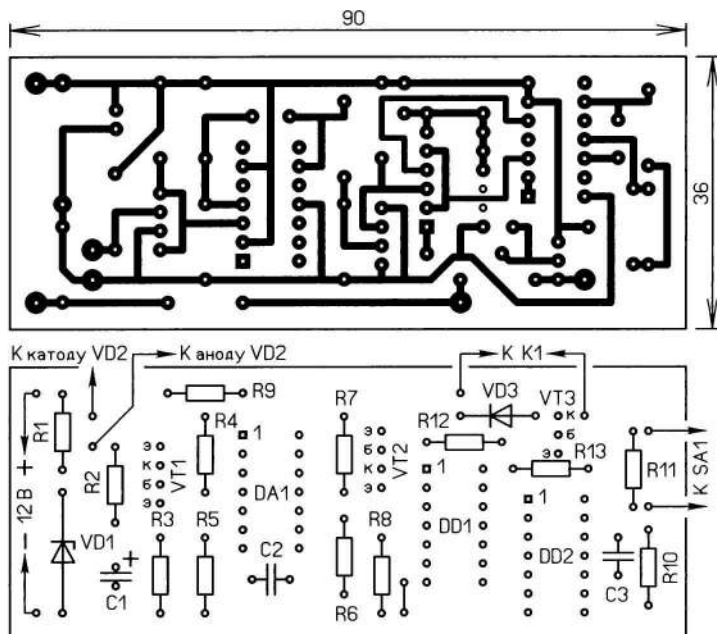 90
36
К катоду VD2
К аноду VD2
К К1
R1
R2
R9
R4
R7
VD3
VT3
к
б
э
R12
R13
R11
К SA1
э
к
б
э
VT1
1
DA1
э
б
к
э
VT2
1
DD1
1
DD2
+
12 В
−
VD1
C1
+
R3
R5
C2
R6
R8
C3
R10